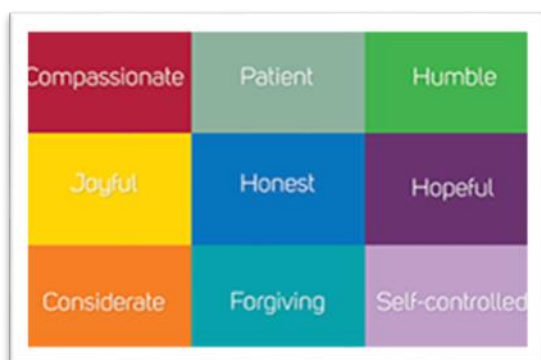 Compassionate Patient Humble
Joyful Honest Hopeful
Considerate Forgiving Self-controlled